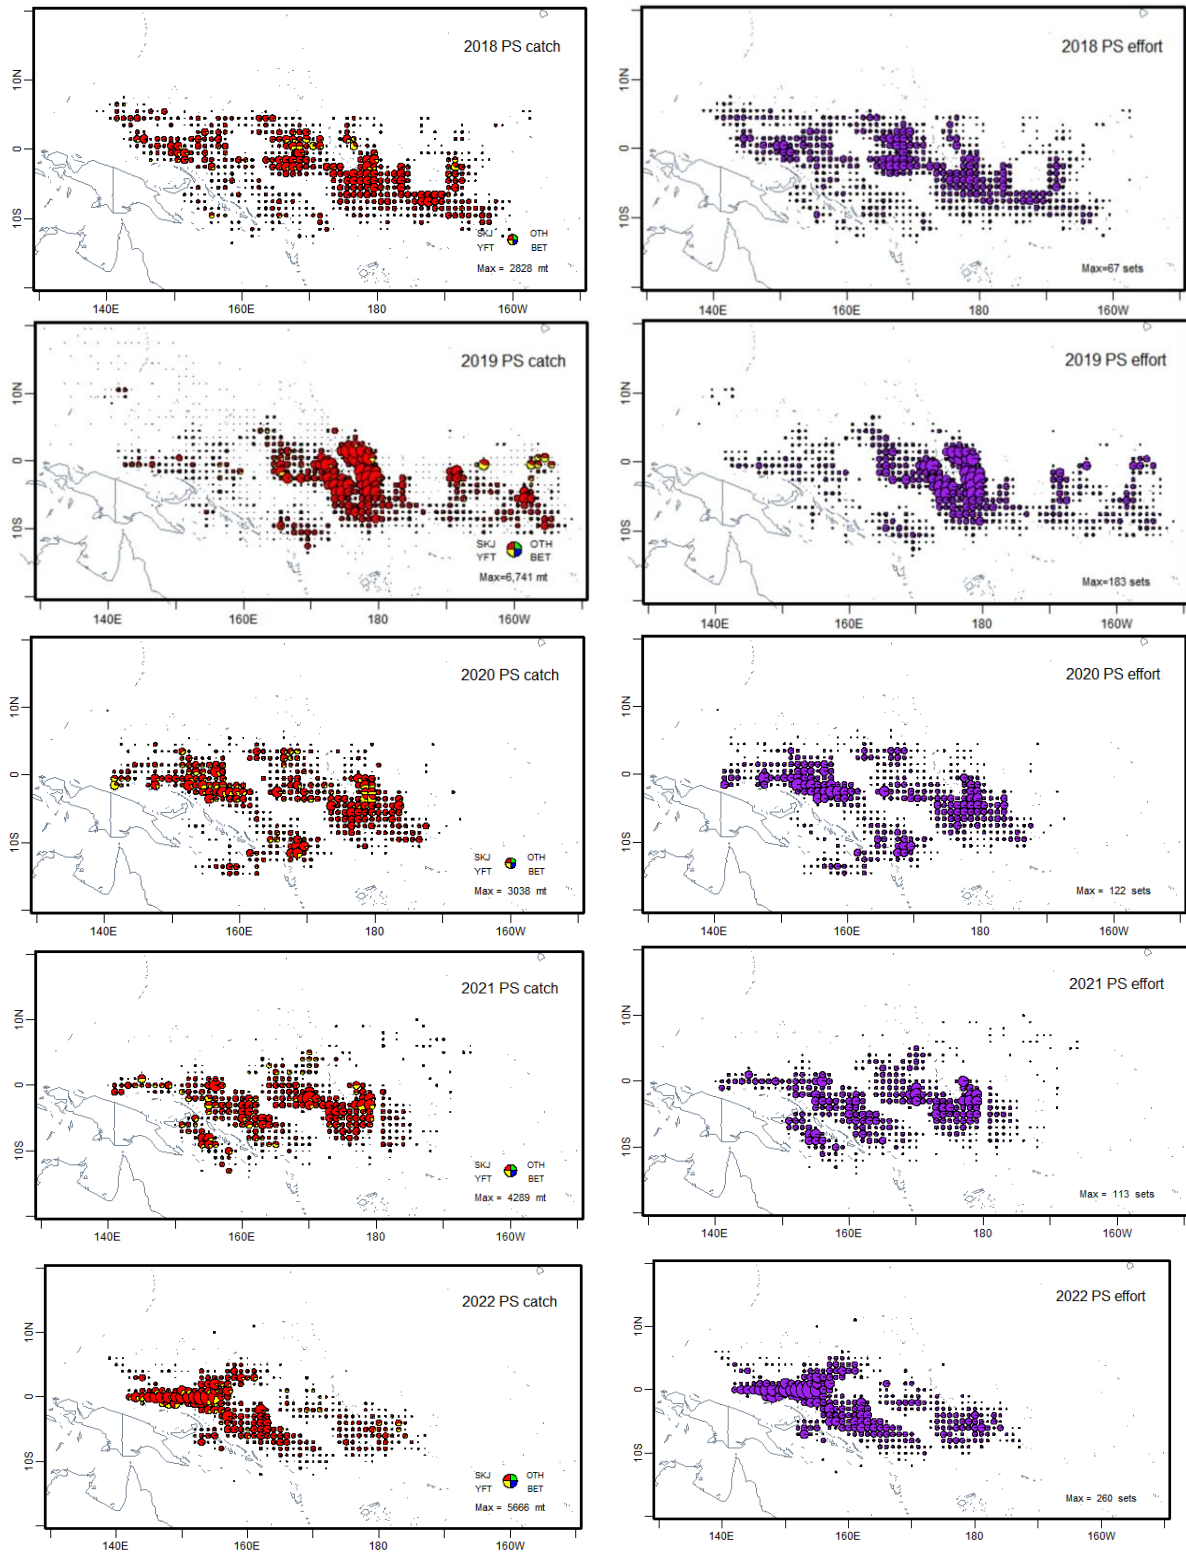 2018 PS catch
10N
0
10S
SKJ OTH
YFT BET
Max = 2828 mt
140E 160E 180 160W
2018 PS effort
10N
0
10S
Max=67 sets
140E 160E 180 160W
2019 PS catch
10N
0
10S
SKJ OTH
YFT BET
Max=6,741 mt
140E 160E 180 160W
2019 PS effort
10N
0
10S
Max=183 sets
140E 160E 180 160W
2020 PS catch
10N
0
10S
SKJ OTH
YFT BET
Max = 3038 mt
140E 160E 180 160W
2020 PS effort
10N
0
10S
Max = 122 sets
140E 160E 180 160W
2021 PS catch
10N
0
10S
SKJ OTH
YFT BET
Max = 4289 mt
140E 160E 180 160W
2021 PS effort
10N
0
10S
Max = 113 sets
140E 160E 180 160W
2022 PS catch
10N
0
10S
SKJ OTH
YFT BET
Max = 5666 mt
140E 160E 180 160W
2022 PS effort
10N
0
10S
Max = 260 sets
140E 160E 180 160W